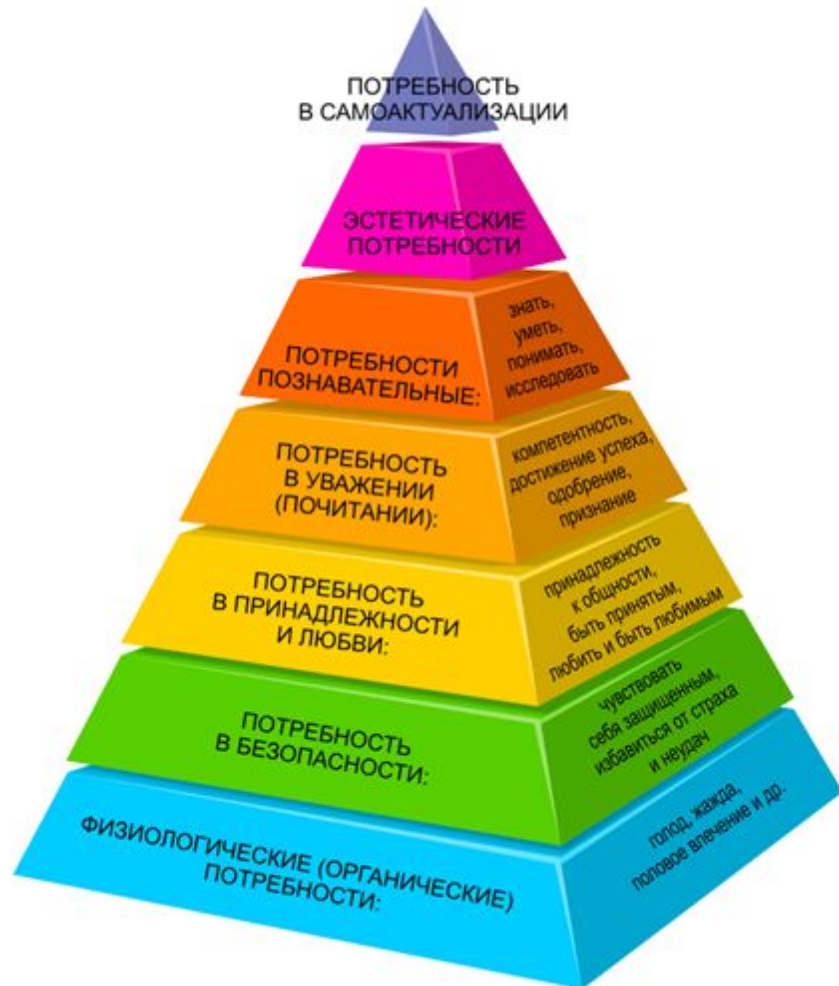 ПОТРЕБНОСТЬ
В САМОАКТУАЛИЗАЦИИ
ЭСТЕТИЧЕСКИЕ
ПОТРЕБНОСТИ
ПОТРЕБНОСТИ
ПОЗНАВАТЕЛЬНЫЕ:
знать,
уметь,
понимать,
исследовать
ПОТРЕБНОСТЬ
В УВАЖЕНИИ
(ПОЧИТАНИИ):
компетентность,
достижение успеха,
одобрение,
признание
ПОТРЕБНОСТЬ
В ПРИНАДЛЕЖНОСТИ
И ЛЮБВИ:
принадлежность
к общности,
быть принятым,
любить и быть любимым
ПОТРЕБНОСТЬ
В БЕЗОПАСНОСТИ:
чувствовать
себя защищенным,
избавиться от страха
и неудач
ФИЗИОЛОГИЧЕСКИЕ (ОРГАНИЧЕСКИЕ)
ПОТРЕБНОСТИ:
голод, жажда,
половое влечение и др.